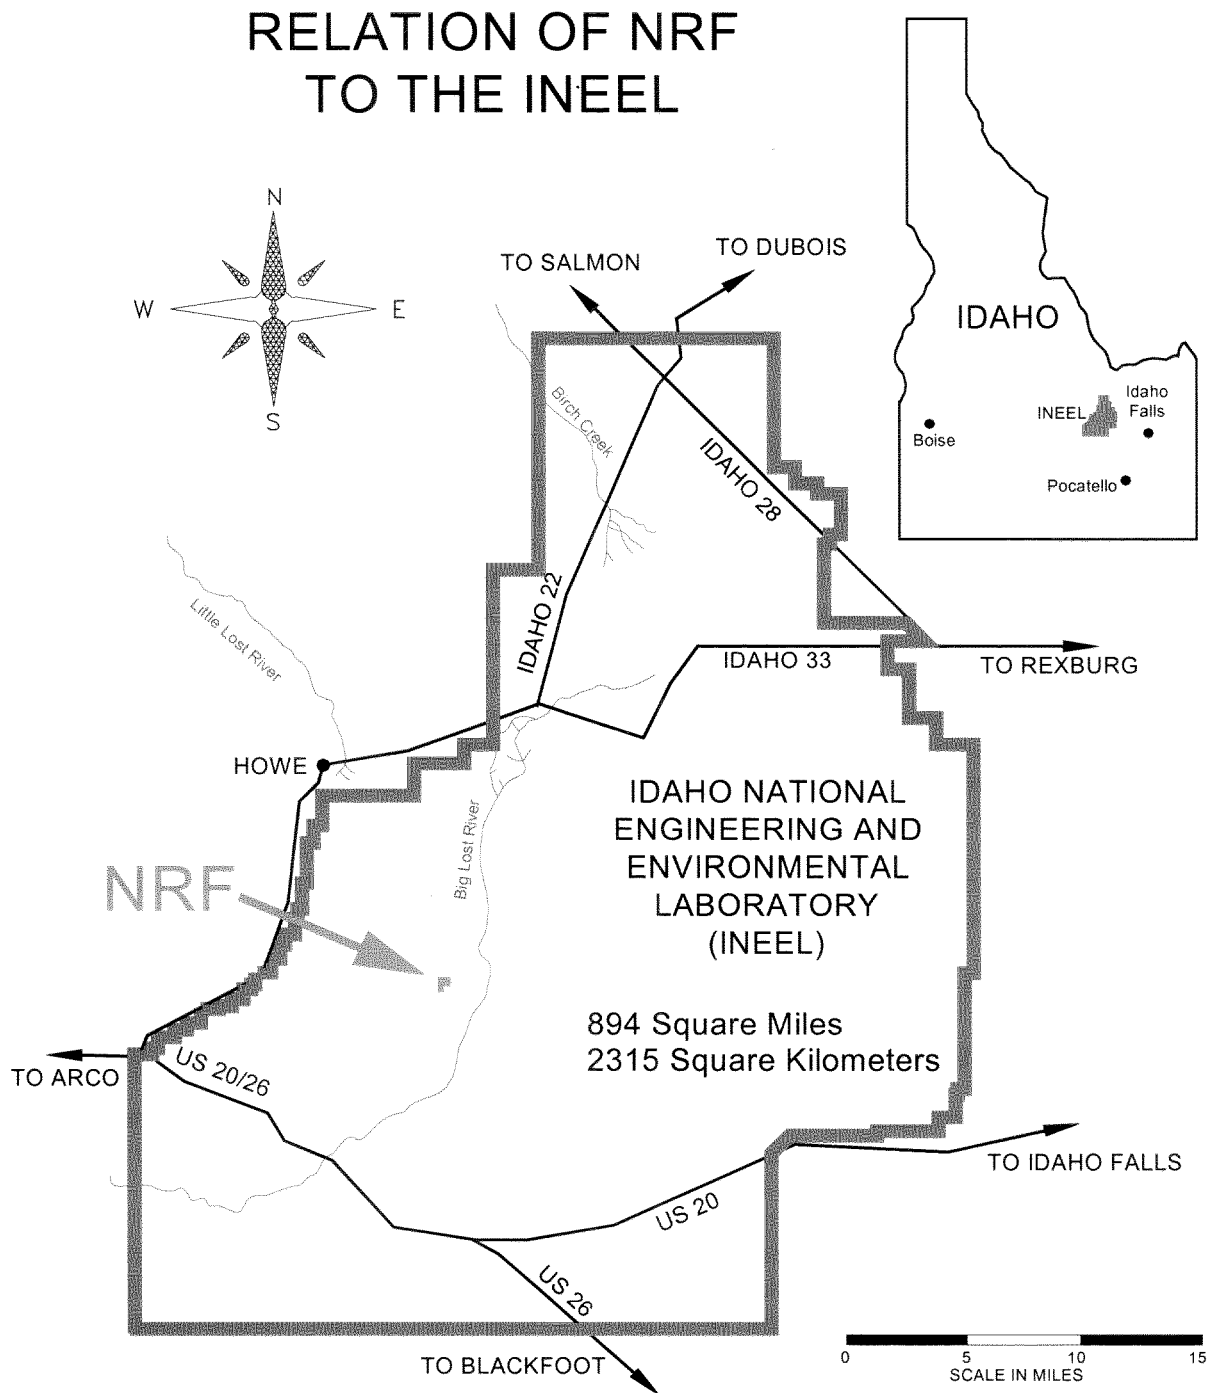 RELATION OF NRF
TO THE INEEL
N
W
E
S
TO SALMON
TO DUBOIS
IDAHO
INEEL
Idaho
Falls
Boise
Pocatello
Birch Creek
IDAHO 28
IDAHO 22
Little Lost River
IDAHO 33
TO REXBURG
HOWE
Big Lost River
IDAHO NATIONAL
ENGINEERING AND
ENVIRONMENTAL
LABORATORY
(INEEL)
NRF
894 Square Miles
2315 Square Kilometers
TO ARCO
US 20/26
TO IDAHO FALLS
US 20
US 26
TO BLACKFOOT
0 5 10 15
SCALE IN MILES